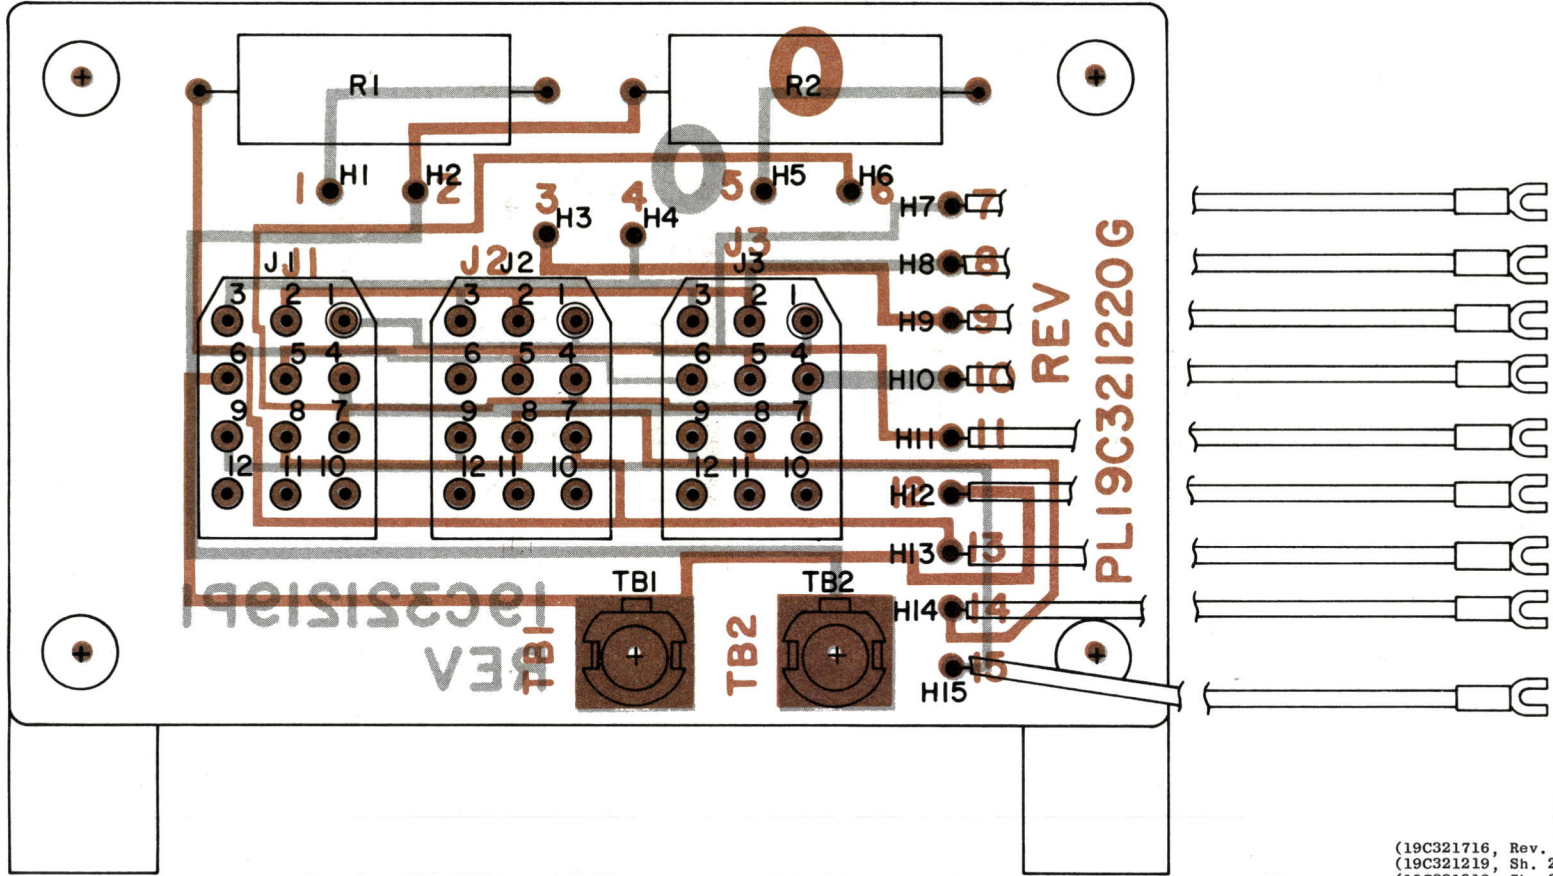 O
R1
R2
O
1
H1
H2
2
3
H3
4
H4
5
H5
H6
6
H7
7
J1
J1
J2
J2
J3
J3
H8
8
3 2 1
3 2 1
3 2 1
H9
9
6 5 4
6 5 4
6 5 4
H10
10
9 8 7
9 8 7
9 8 7
H11
11
12 11 10
12 11 10
12 11 10
H12
12
H13
13
REV
PL19C321220G
19C321219P1
REV
TB1
TB1
TB2
TB2
H14
14
H15
15
(19C321716, Rev.
(19C321219, Sh. 2